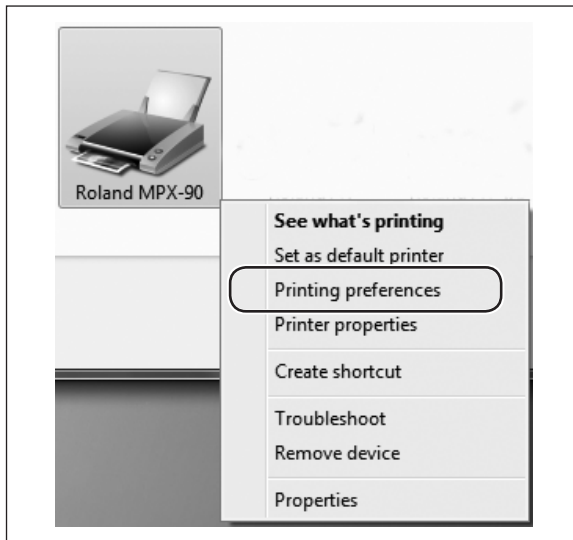 Roland MPX-90
See what's printing
Set as default printer
Printing preferences
Printer properties
Create shortcut
Troubleshoot
Remove device
Properties